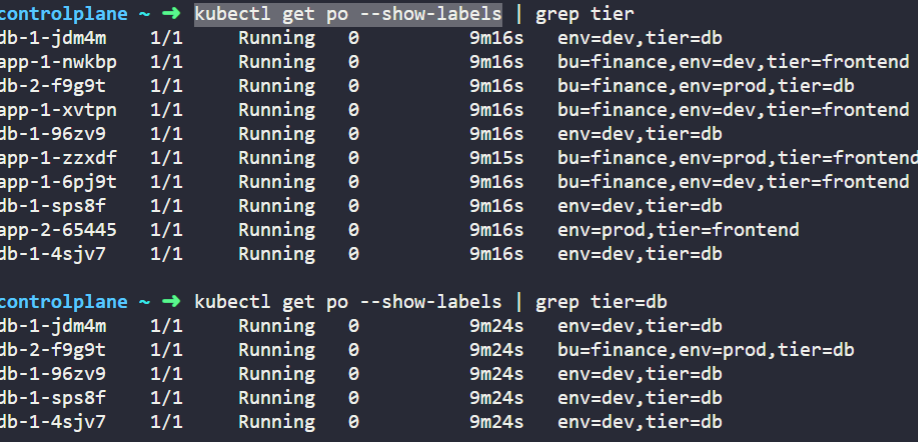 controlplane ~ ➜ kubectl get po --show-labels | grep tier
db-1-jdm4m 1/1 Running 0 9m16s env=dev,tier=db
app-1-nwkbp 1/1 Running 0 9m16s bu=finance,env=dev,tier=frontend
db-2-f9g9t 1/1 Running 0 9m16s bu=finance,env=prod,tier=db
app-1-xvtpn 1/1 Running 0 9m16s bu=finance,env=dev,tier=frontend
db-1-96zv9 1/1 Running 0 9m16s env=dev,tier=db
app-1-zzxdf 1/1 Running 0 9m15s bu=finance,env=prod,tier=frontend
app-1-6pj9t 1/1 Running 0 9m16s bu=finance,env=dev,tier=frontend
db-1-sps8f 1/1 Running 0 9m16s env=dev,tier=db
app-2-65445 1/1 Running 0 9m16s env=prod,tier=frontend
db-1-4sjv7 1/1 Running 0 9m16s env=dev,tier=db
controlplane ~ ➜ kubectl get po --show-labels | grep tier=db
db-1-jdm4m 1/1 Running 0 9m24s env=dev,tier=db
db-2-f9g9t 1/1 Running 0 9m24s bu=finance,env=prod,tier=db
db-1-96zv9 1/1 Running 0 9m24s env=dev,tier=db
db-1-sps8f 1/1 Running 0 9m24s env=dev,tier=db
db-1-4sjv7 1/1 Running 0 9m24s env=dev,tier=db